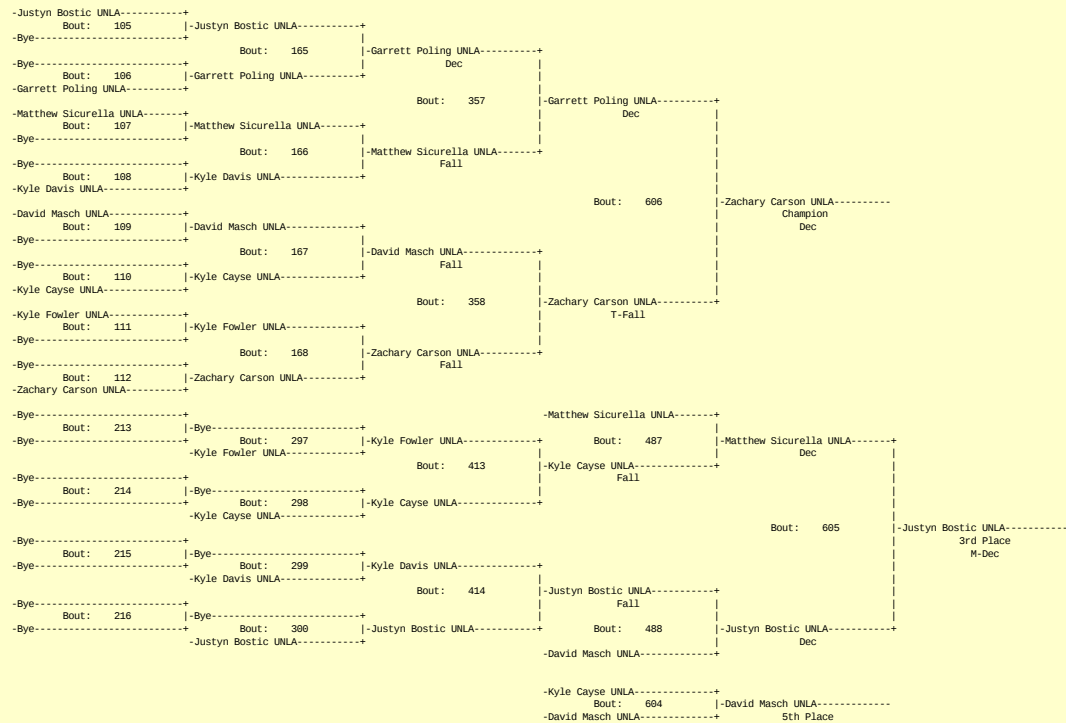 -Justyn Bostic UNLA----------+
Bout: 105 |-Justyn Bostic UNLA----------+
-Bye------------------------+ |
Bout: 165 |-Garrett Poling UNLA---------+
-Bye------------------------+ | Dec |
Bout: 106 |-Garrett Poling UNLA---------+ |
-Garrett Poling UNLA---------+ |
Bout: 357 |-Garrett Poling UNLA---------+
-Matthew Sicurella UNLA------+ | Dec |
Bout: 107 |-Matthew Sicurella UNLA------+ | |
-Bye------------------------+ | | |
Bout: 166 |-Matthew Sicurella UNLA------+ |
-Bye------------------------+ | Fall |
Bout: 108 |-Kyle Davis UNLA-------------+ |
-Kyle Davis UNLA-------------+ |
Bout: 606 |-Zachary Carson UNLA----------
-David Masch UNLA------------+ | Champion
Bout: 109 |-David Masch UNLA------------+ | Dec
-Bye------------------------+ | |
Bout: 167 |-David Masch UNLA------------+ |
-Bye------------------------+ | Fall | |
Bout: 110 |-Kyle Cayse UNLA-------------+ | |
-Kyle Cayse UNLA-------------+ | |
Bout: 358 |-Zachary Carson UNLA---------+
-Kyle Fowler UNLA------------+ | T-Fall
Bout: 111 |-Kyle Fowler UNLA------------+ |
-Bye------------------------+ | |
Bout: 168 |-Zachary Carson UNLA---------+
-Bye------------------------+ | Fall
Bout: 112 |-Zachary Carson UNLA---------+
-Zachary Carson UNLA---------+
-Bye------------------------+ -Matthew Sicurella UNLA------+
Bout: 213 |-Bye------------------------+ |
-Bye------------------------+ Bout: 297 |-Kyle Fowler UNLA------------+ Bout: 487 |-Matthew Sicurella UNLA------+
-Kyle Fowler UNLA------------+ | | Dec |
Bout: 413 |-Kyle Cayse UNLA-------------+ |
-Bye------------------------+ | Fall |
Bout: 214 |-Bye------------------------+ | |
-Bye------------------------+ Bout: 298 |-Kyle Cayse UNLA-------------+ |
-Kyle Cayse UNLA-------------+ |
Bout: 605 |-Justyn Bostic UNLA----------
-Bye------------------------+ | 3rd Place
Bout: 215 |-Bye------------------------+ | M-Dec
-Bye------------------------+ Bout: 299 |-Kyle Davis UNLA-------------+ |
-Kyle Davis UNLA-------------+ | |
Bout: 414 |-Justyn Bostic UNLA----------+ |
-Bye------------------------+ | Fall | |
Bout: 216 |-Bye------------------------+ | | |
-Bye------------------------+ Bout: 300 |-Justyn Bostic UNLA----------+ Bout: 488 |-Justyn Bostic UNLA----------+
-Justyn Bostic UNLA----------+ | Dec
-David Masch UNLA------------+
-Kyle Cayse UNLA-------------+
Bout: 604 |-David Masch UNLA------------
-David Masch UNLA------------+ 5th Place